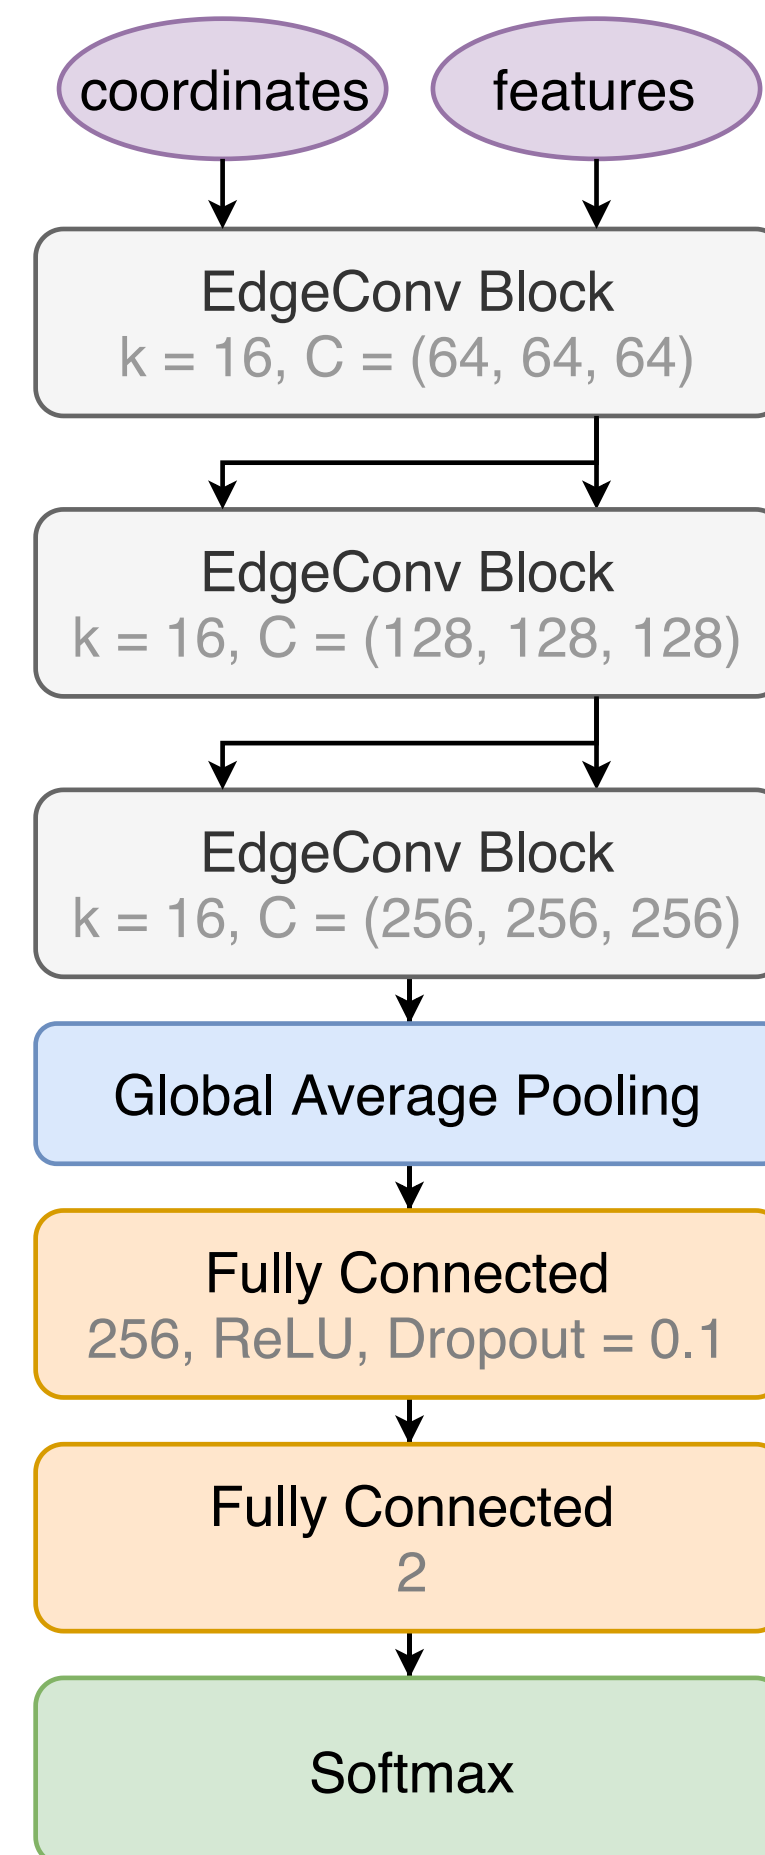 coordinates
features
EdgeConv Block
k = 16, C = (64, 64, 64)
EdgeConv Block
k = 16, C = (128, 128, 128)
EdgeConv Block
k = 16, C = (256, 256, 256)
Global Average Pooling
Fully Connected
256, ReLU, Dropout = 0.1
Fully Connected
2
Softmax